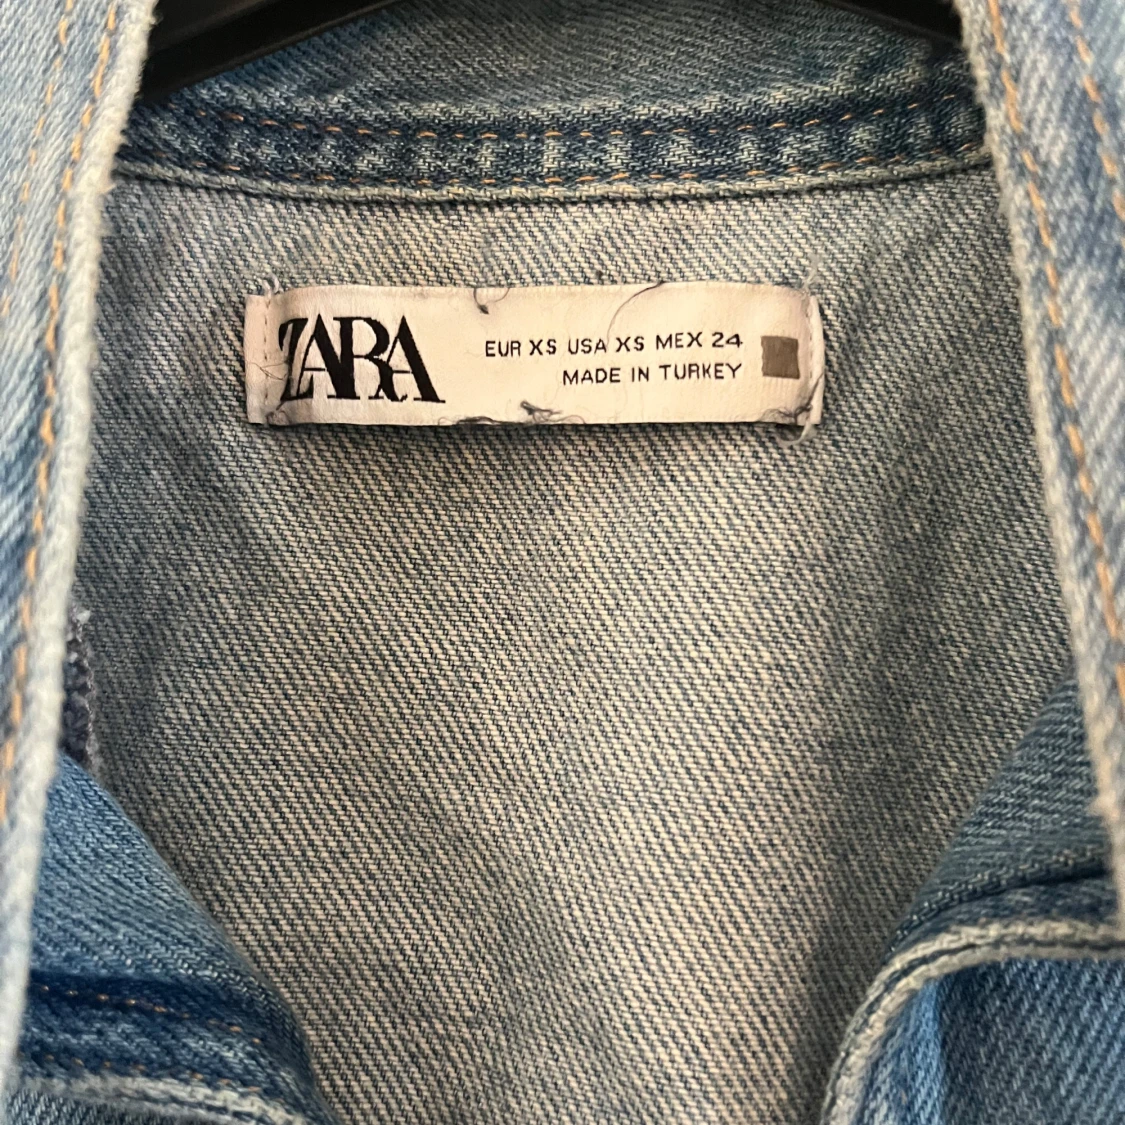 ZARA
EUR XS USA XS MEX 24
MADE IN TURKEY